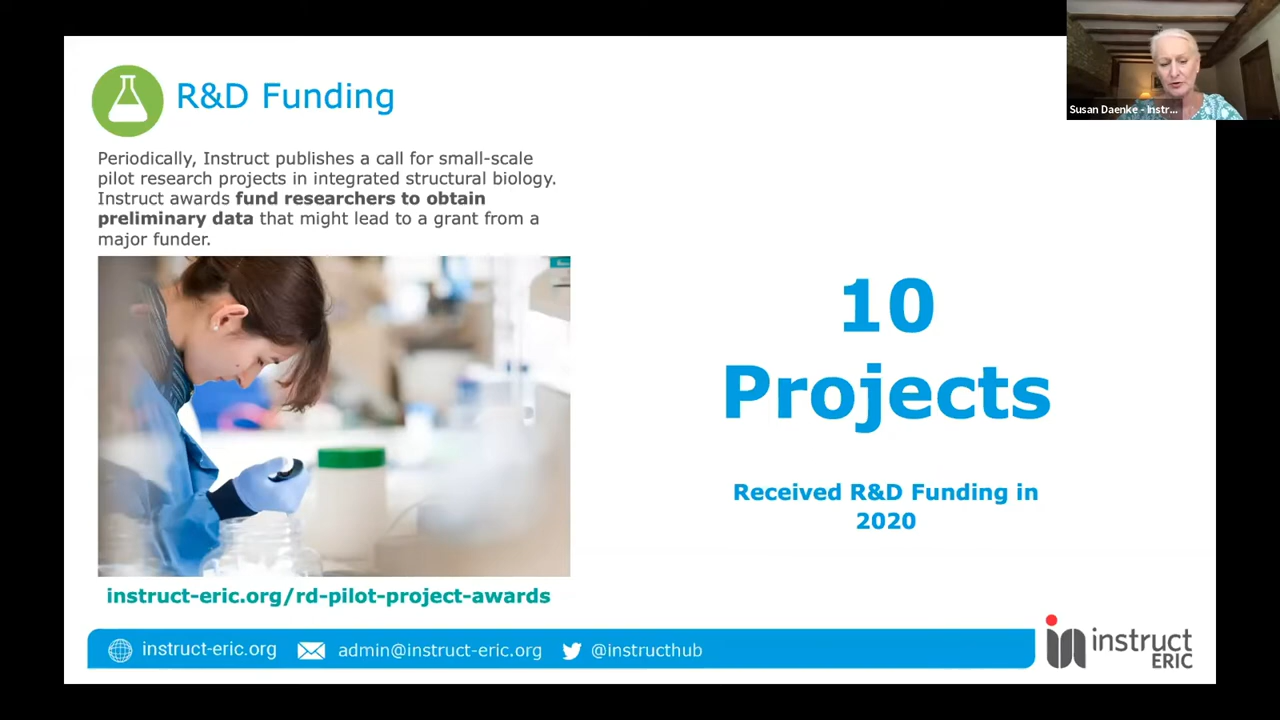 R&D Funding
Periodically, Instruct publishes a call for small-scale
pilot research projects in integrated structural biology.
Instruct awards fund researchers to obtain
preliminary data that might lead to a grant from a
major funder.
10
Projects
Received R&D Funding in
2020
instruct-eric.org/rd-pilot-project-awards
instruct-eric.org
admin@instruct-eric.org
@instructhub
instruct
ERIC
Susan Daenke - Instr...